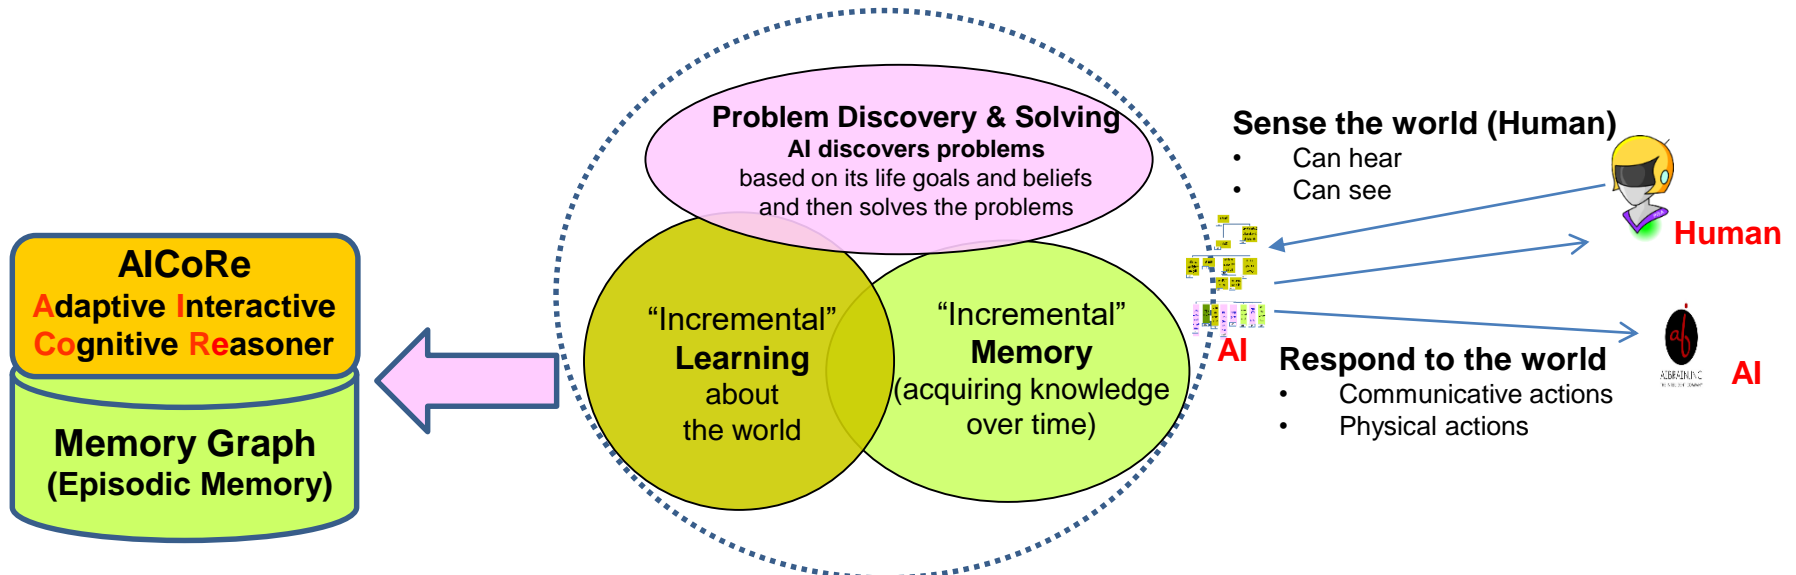 AICoRe
Adaptive Interactive
Cognitive Reasoner
Memory Graph
(Episodic Memory)
Problem Discovery & Solving
AI discovers problems
based on its life goals and beliefs
and then solves the problems
“Incremental”
Learning
about
the world
“Incremental”
Memory
(acquiring knowledge
over time)
AI
Sense the world (Human)
• Can hear
• Can see
Human
Respond to the world
• Communicative actions
• Physical actions
AIBRAIN,INC
AI